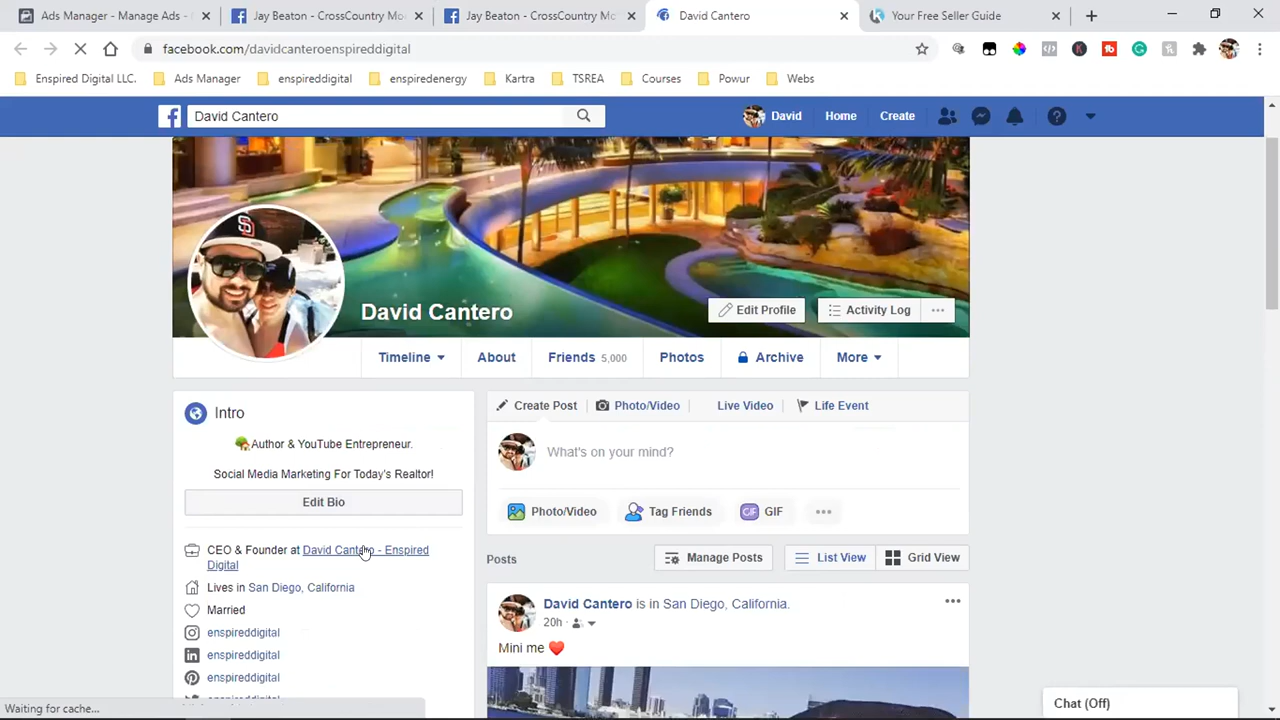 Ads Manager - Manage Ads - C
Jay Beaton - CrossCountry Mo
Jay Beaton - CrossCountry Mo
David Cantero
Your Free Seller Guide
facebook.com/davidcanteroenspireddigital
Enspired Digital LLC.
Ads Manager
enspireddigital
enspiredenergy
Kartra
TSREA
Courses
Powur
Webs
David Cantero
David
Home
Create
David Cantero
Edit Profile
Activity Log
Timeline
About
Friends 5,000
Photos
Archive
More
Intro
Author & YouTube Entrepreneur.
Social Media Marketing For Today's Realtor!
Edit Bio
CEO & Founder at David Cantero - Enspired
Digital
Lives in San Diego, California
Married
enspireddigital
enspireddigital
enspireddigital
Create Post
Photo/Video
Live Video
Life Event
What's on your mind?
Photo/Video
Tag Friends
GIF
Posts
Manage Posts
List View
Grid View
David Cantero is in San Diego, California.
20h
Mini me
Waiting for cache...
Chat (Off)